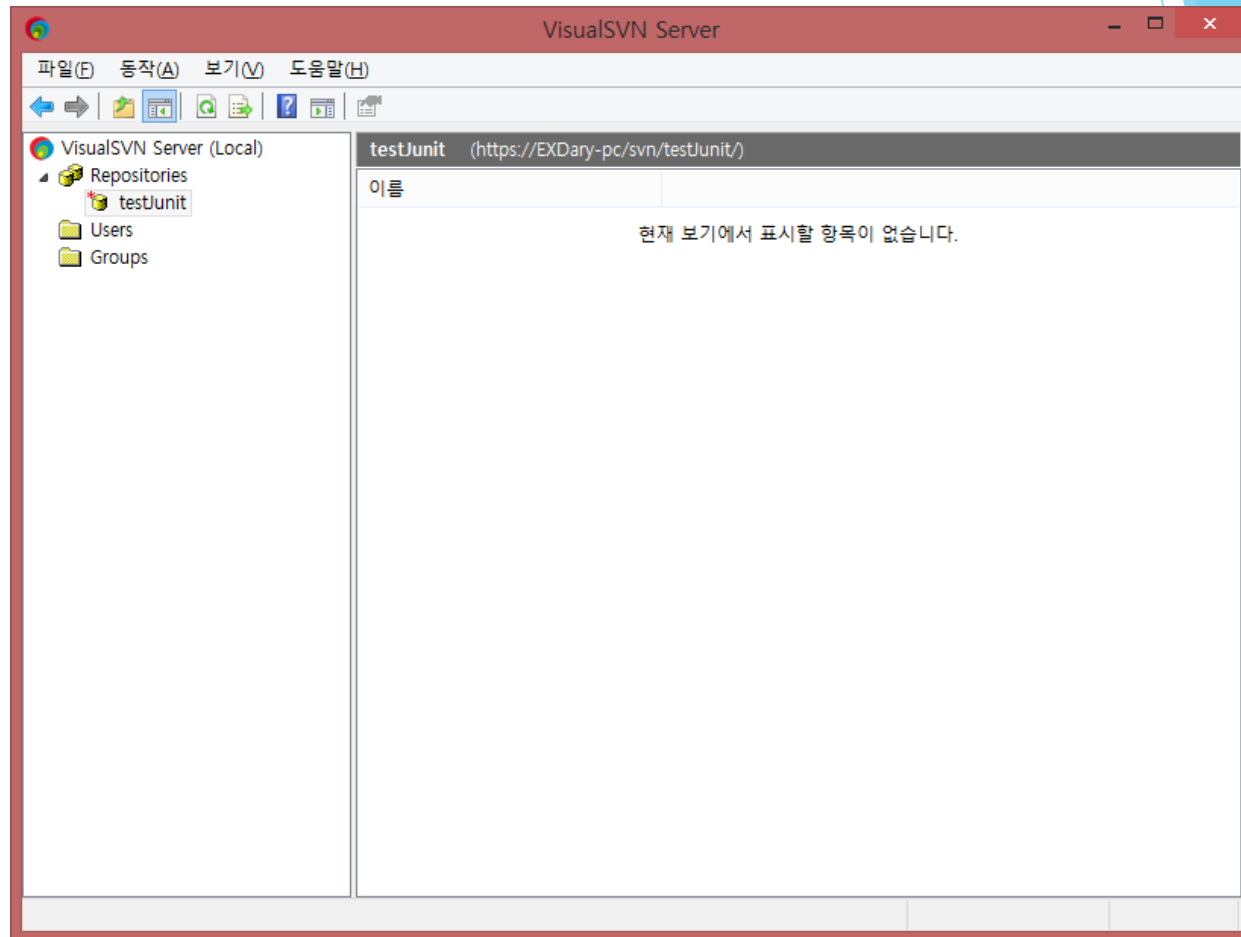 VisualSVN Server
파일(F) 동작(A) 보기(V) 도움말(H)
VisualSVN Server (Local)
Repositories
testJunit
Users
Groups
testJunit (https://EXDary-pc/svn/testJunit/)
이름
현재 보기에서 표시할 항목이 없습니다.